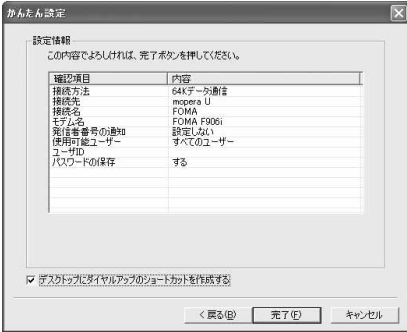 かんたん設定
設定情報
この内容でよろしければ、完了ボタンを押してください。
確認項目 内容
接続方法 64Kデータ通信
接続先 mopera U
接続名 FOMA
モデム名 FOMA F906i
発信者番号の通知 設定しない
使用可能ユーザー すべてのユーザー
ユーザID
パスワードの保存 する
デスクトップにダイヤルアップのショートカットを作成する
< 戻る(B) 完了(F) キャンセル